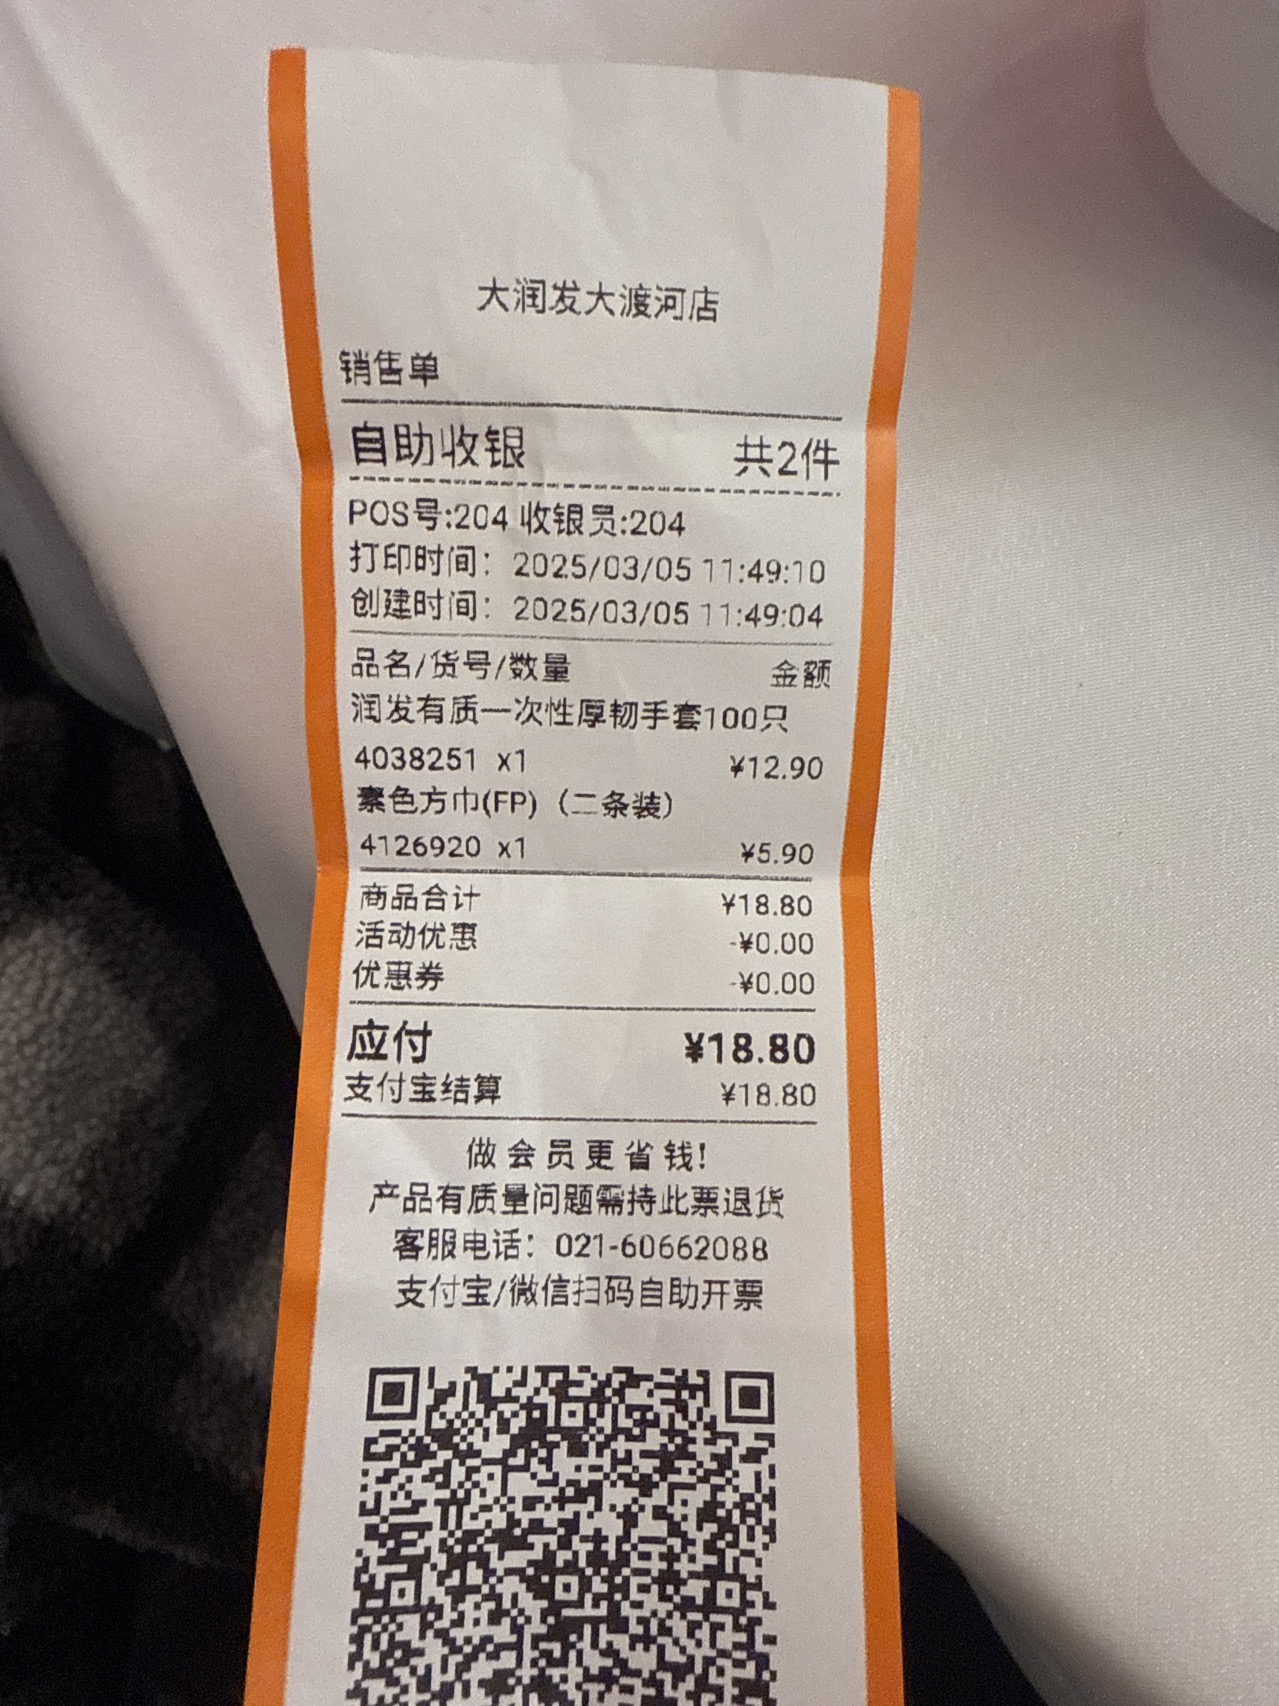 大润发大渡河店
销售单
自助收银 共2件
POS号:204 收银员:204
打印时间：2025/03/05 11:49:10
创建时间：2025/03/05 11:49:04
品名/货号/数量 金额
润发有质一次性厚韧手套100只
4038251 x1 ¥12.90
素色方巾(FP)（二条装）
4126920 x1 ¥5.90
商品合计 ¥18.80
活动优惠 -¥0.00
优惠券 -¥0.00
应付 ¥18.80
支付宝结算 ¥18.80
做会员更省钱!
产品有质量问题需持此票退货
客服电话：021-60662088
支付宝/微信扫码自助开票